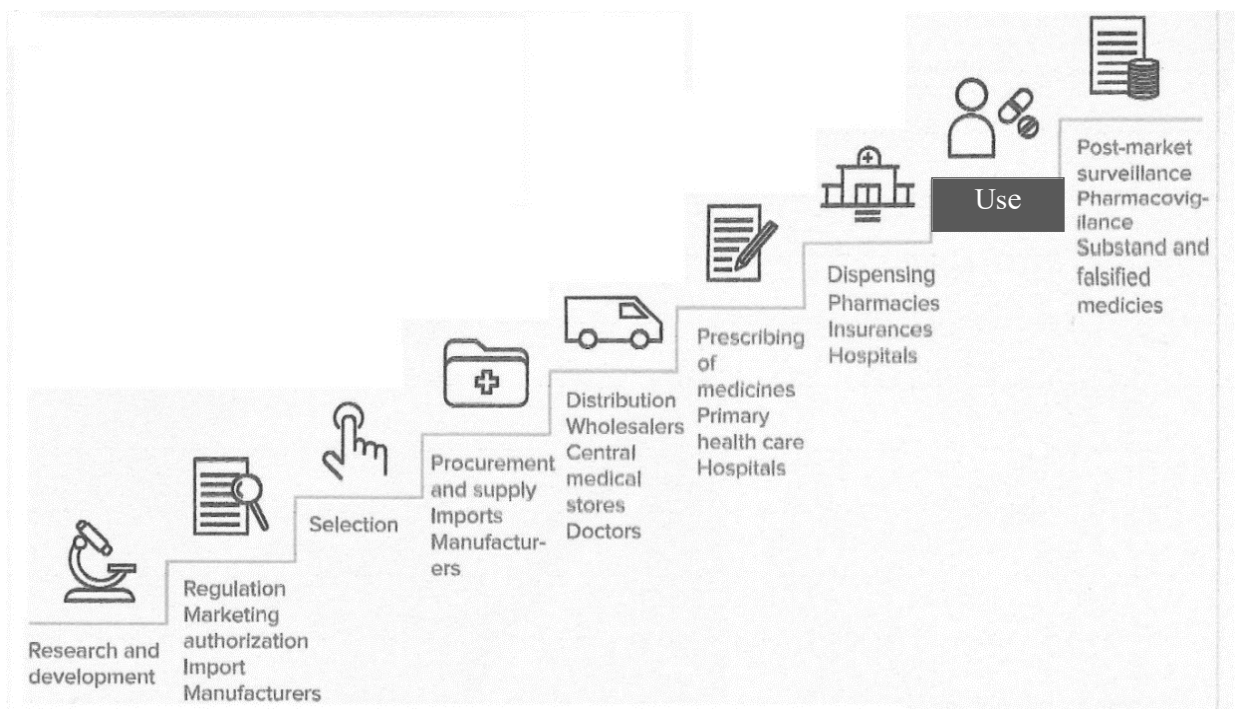 Research and
development
Regulation
Marketing
authorization
Import
Manufacturers
Selection
Procurement
and supply
Imports
Manufactur-
ers
Distribution
Wholesalers
Central
medical
stores
Doctors
Prescribing
of
medicines
Primary
health care
Hospitals
Dispensing
Pharmacies
Insurances
Hospitals
Use
Post-market
surveillance
Pharmacovig-
ilance
Substand and
falsified
medicies